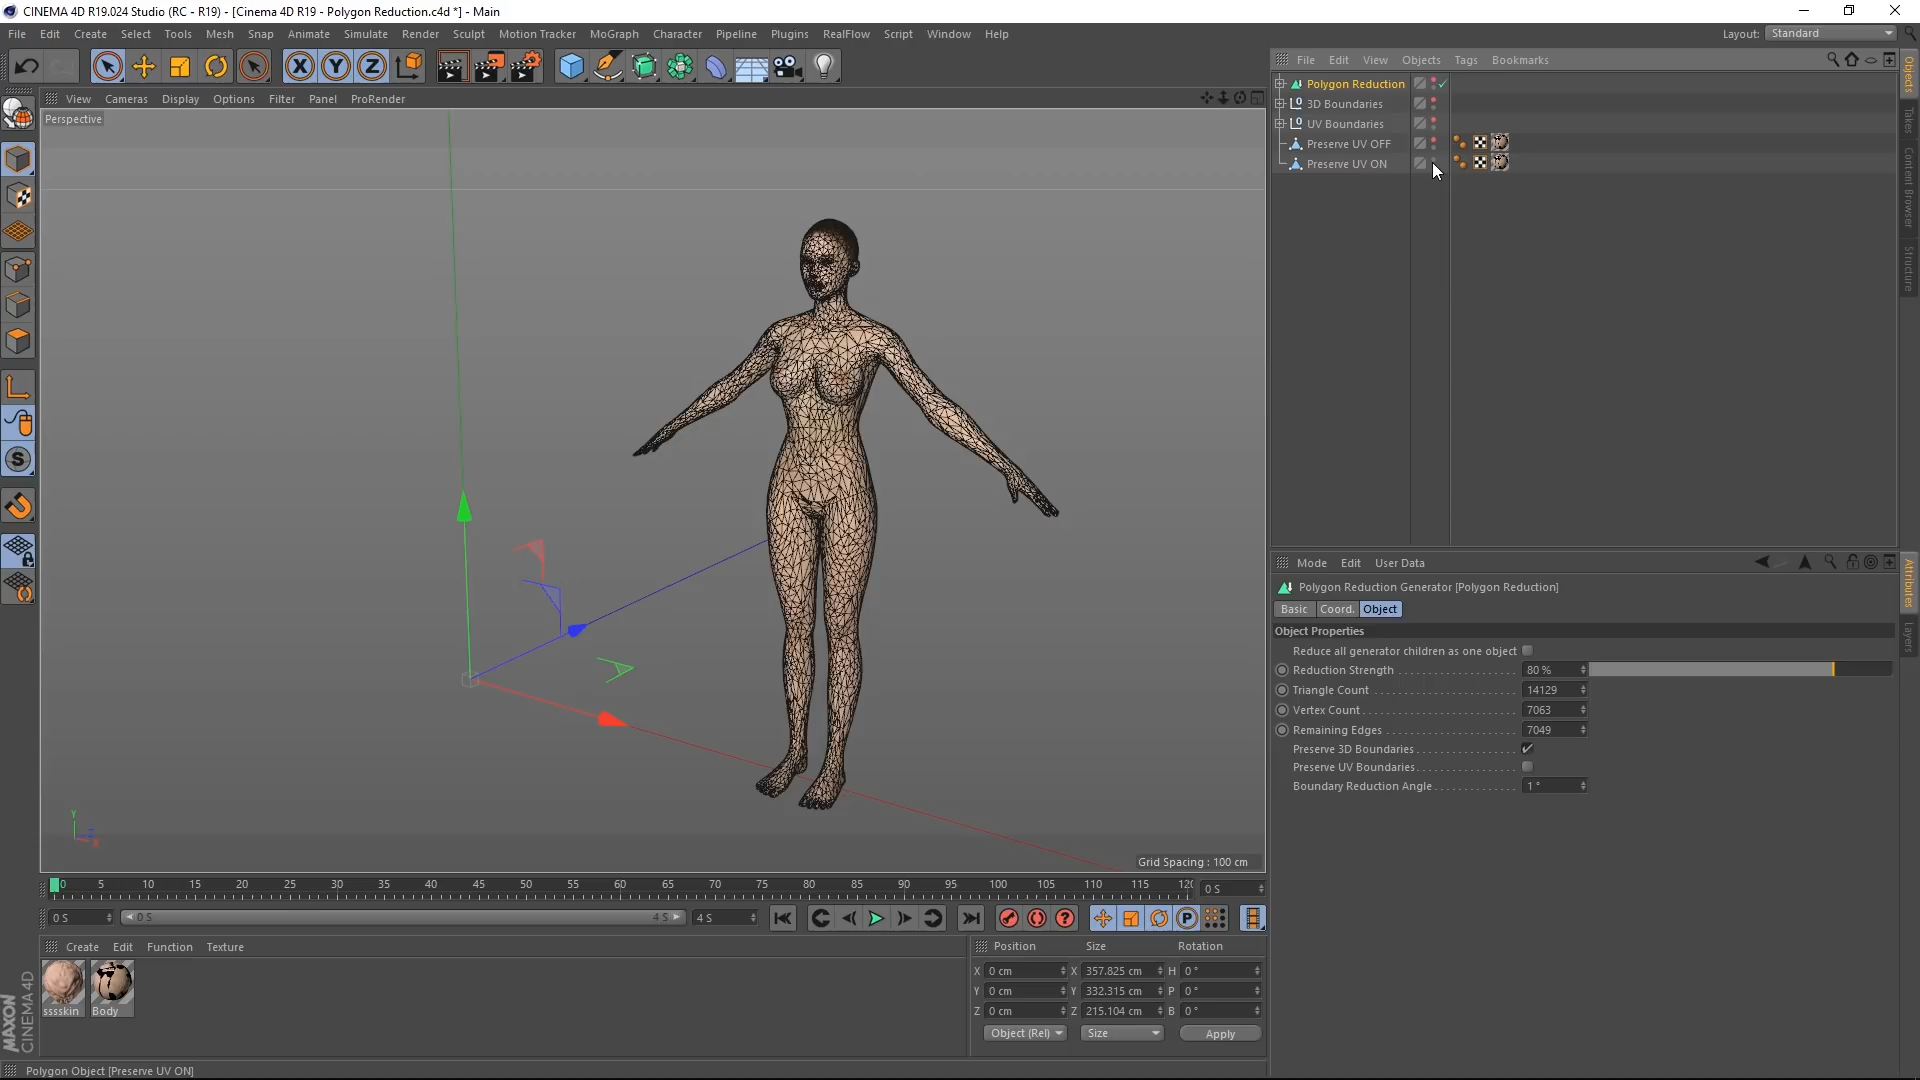 CINEMA 4D R19.024 Studio (RC - R19) - [Cinema 4D R19 - Polygon Reduction.c4d *] - Main
File Edit Create Select Tools Mesh Snap Animate Simulate Render Sculpt Motion Tracker MoGraph Character Pipeline Plugins RealFlow Script Window Help
Layout: Standard
X Y Z
File Edit View Objects Tags Bookmarks
View Cameras Display Options Filter Panel ProRender
Perspective
Polygon Reduction
3D Boundaries
UV Boundaries
Preserve UV OFF
Preserve UV ON
Objects
Takes
Content Browser
Structure
S
Y
Z
X
Grid Spacing : 100 cm
Mode Edit User Data
Polygon Reduction Generator [Polygon Reduction]
Basic Coord. Object
Object Properties
Reduce all generator children as one object
Reduction Strength 80 %
Triangle Count 14129
Vertex Count 7063
Remaining Edges 7049
Preserve 3D Boundaries
Preserve UV Boundaries
Boundary Reduction Angle 1 °
Attributes
Layers
0 5 10 15 20 25 30 35 40 45 50 55 60 65 70 75 80 85 90 95 100 105 110 115 120 0 S
0 S 0 S 4 S 4 S ? P
Create Edit Function Texture
sssskin Body
Position Size Rotation
X 0 cm X 357.825 cm H 0 °
Y 0 cm Y 332.315 cm P 0 °
Z 0 cm Z 215.104 cm B 0 °
Object (Rel) Size Apply
MAXON
CINEMA 4D
Polygon Object [Preserve UV ON]